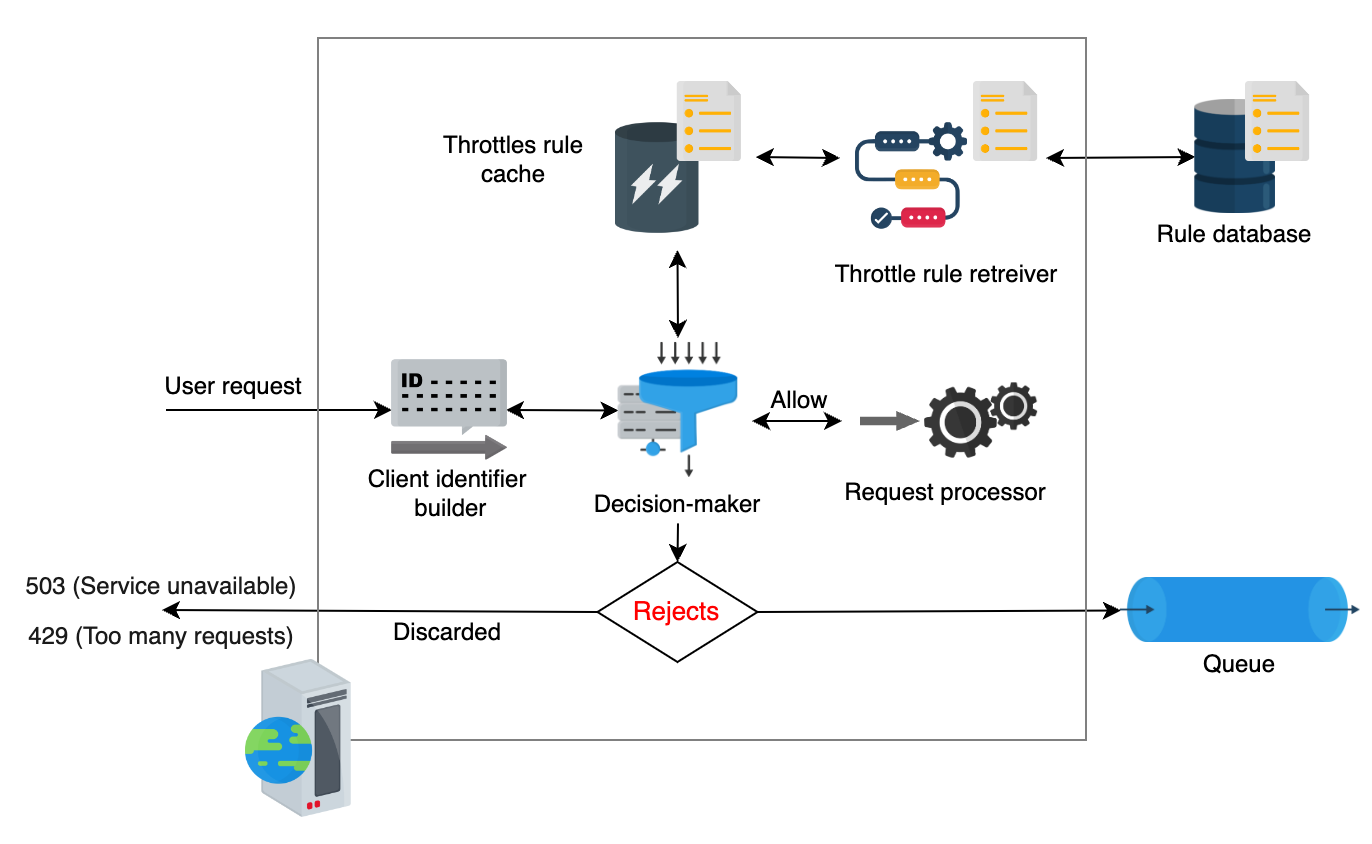 Throttles rule
cache
Rule database
Throttle rule retreiver
User request
ID
Allow
Client identifier
builder
Decision-maker
Request processor
503 (Service unavailable)
Rejects
429 (Too many requests)
Discarded
Queue